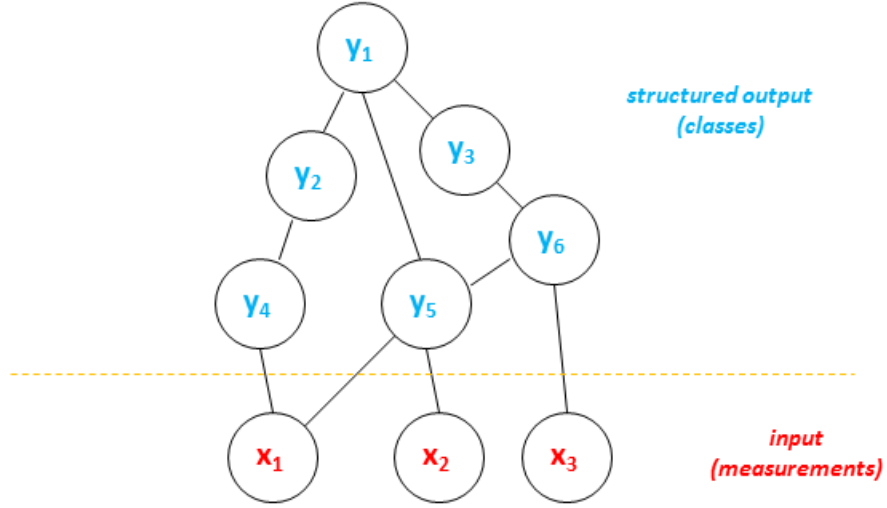 y₁
structured output
(classes)
y₃
y₂
y₆
y₄
y₅
x₁
x₂
x₃
input
(measurements)